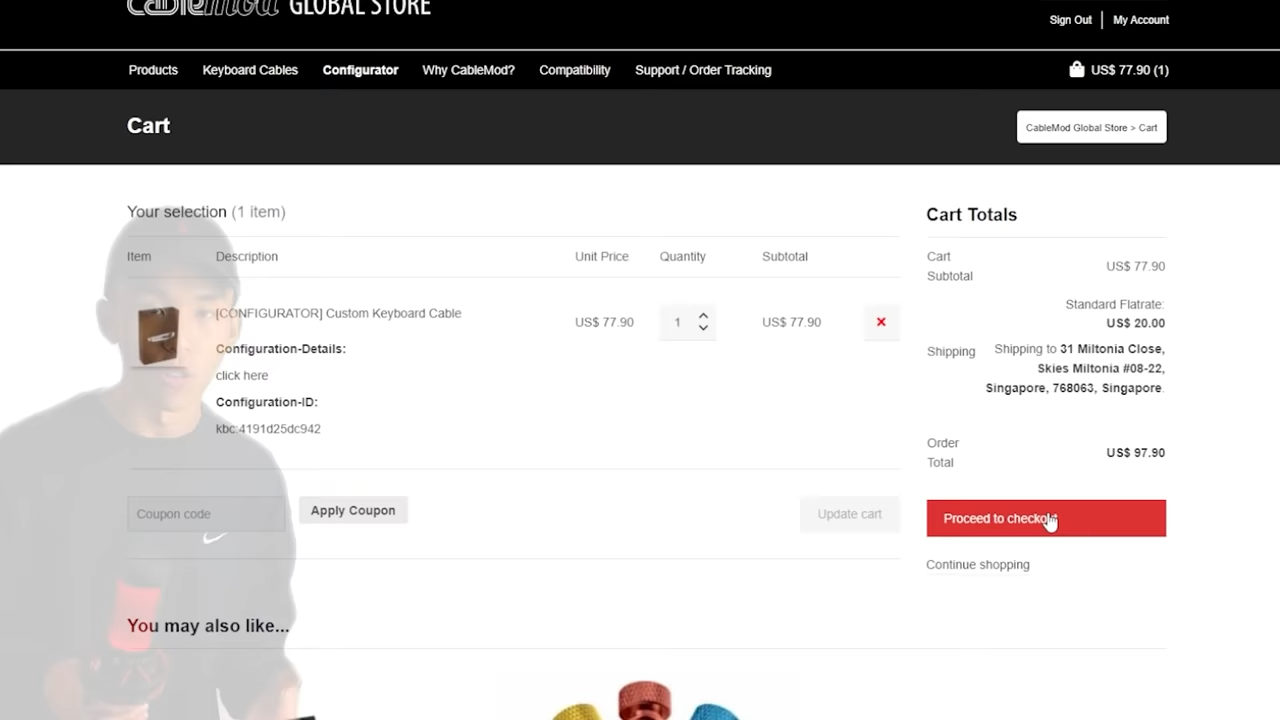 cablemod GLOBAL STORE
Sign Out | My Account
Products Keyboard Cables Configurator Why CableMod? Compatibility Support / Order Tracking US$ 77.90 (1)
Cart
CableMod Global Store > Cart
Your selection (1 item)
Item Description Unit Price Quantity Subtotal
[CONFIGURATOR] Custom Keyboard Cable
US$ 77.90 1 US$ 77.90
Configuration-Details:
click here
Configuration-ID:
kbc:4191d25dc942
Coupon code Apply Coupon Update cart
You may also like...
Cart Totals
Cart
Subtotal
US$ 77.90
Shipping
Standard Flatrate:
US$ 20.00
Shipping to 31 Miltonia Close,
Skies Miltonia #08-22,
Singapore, 768063, Singapore.
Order
Total
US$ 97.90
Proceed to checkout
Continue shopping